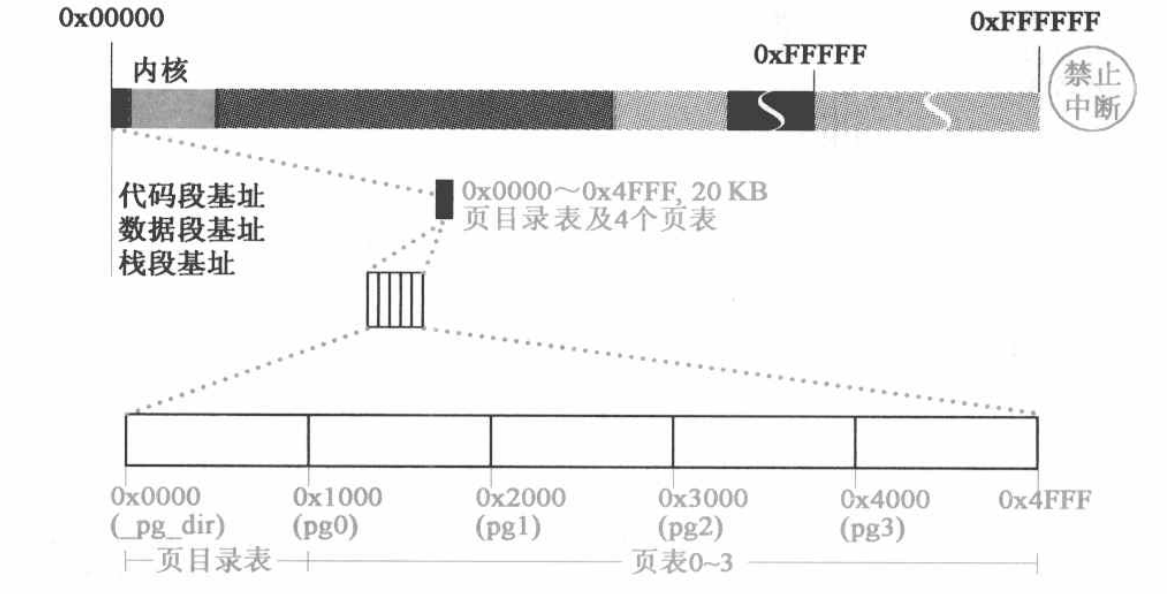 0x00000
0xFFFFFF
0xFFFFF
内核
禁止
中断
代码段基址
数据段基址
栈段基址
0x0000～0x4FFF, 20 KB
页目录表及4个页表
0x0000
(_pg_dir)
0x1000
(pg0)
0x2000
(pg1)
0x3000
(pg2)
0x4000
(pg3)
0x4FFF
页目录表
页表0~3